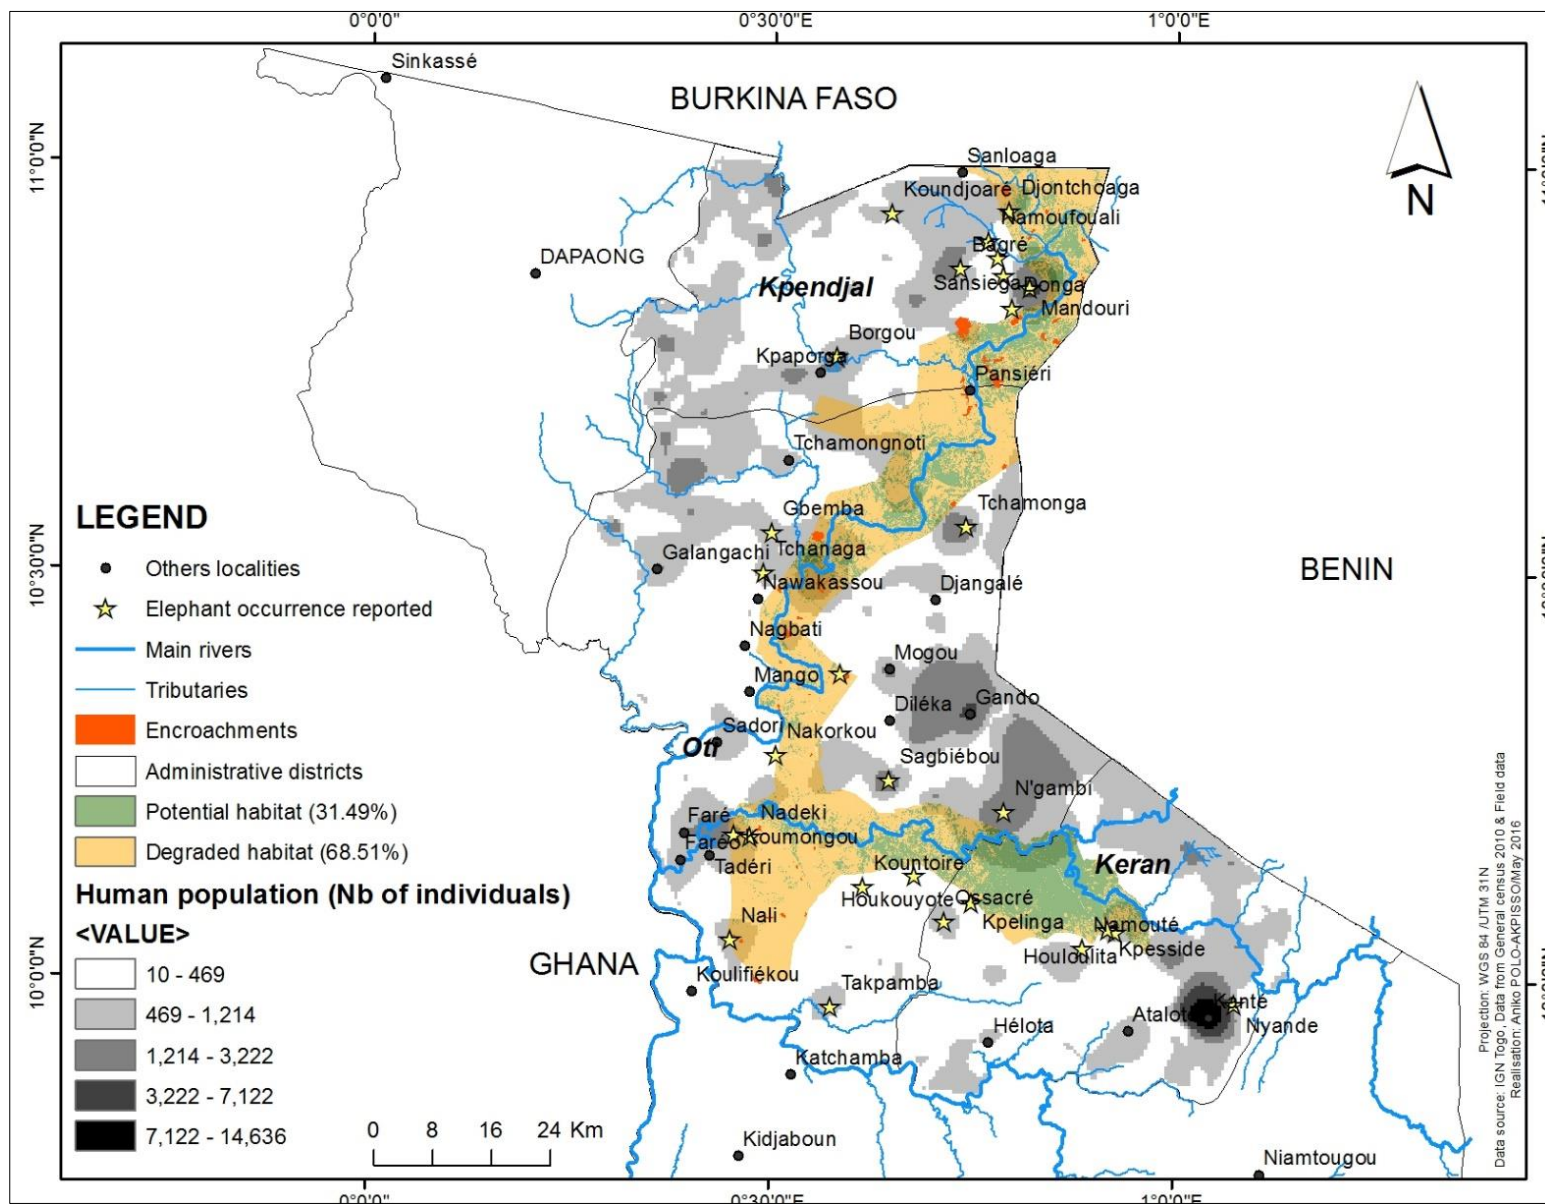 0°0'0"
0°30'0"
1°0'0"
Sinkassé
BURKINA FASO
11°0'0"N
Sanloaga
Koundjoaré
Djontchoaga
N
Namoufouali
Bagré
DAPAONG
Kpendjal
Sansiega
Donga
Mandouri
Borgou
Kpaporga
Pansiéri
Tchamongnoti
Gbemba
Tchamonga
Galangachi
Tchanaga
10°30'0"N
BENIN
Nawakassou
Djangalé
Nagbati
Mogou
Mango
Diléka
Gando
Sadori
Nakorkou
Oti
Sagbiébou
N'gambi
Faré
Nadeki
Koumongou
Fareo
Tadéri
Kountoire
Keran
Houkouyote
Ossacré
Nali
Kpelinga
Namouté
Houloulita
Kpesside
GHANA
10°0'0"N
Koulifiékou
Takpamba
Kanté
Atalote
Nyande
Hélota
Katchamba
Kidjaboun
Niamtougou
LEGEND
Others localities
Elephant occurrence reported
Main rivers
Tributaries
Encroachments
Administrative districts
Potential habitat (31.49%)
Degraded habitat (68.51%)
Human population (Nb of individuals)
<VALUE>
10 - 469
469 - 1,214
1,214 - 3,222
3,222 - 7,122
7,122 - 14,636
0 8 16 24 Km
Projection: WGS 84 /UTM 31N
Data source: IGN Togo, Data from General census 2010 & Field data
Realisation: Aniko POLO-AKPISSO/May 2016
0°0'0"
0°30'0"
1°0'0"